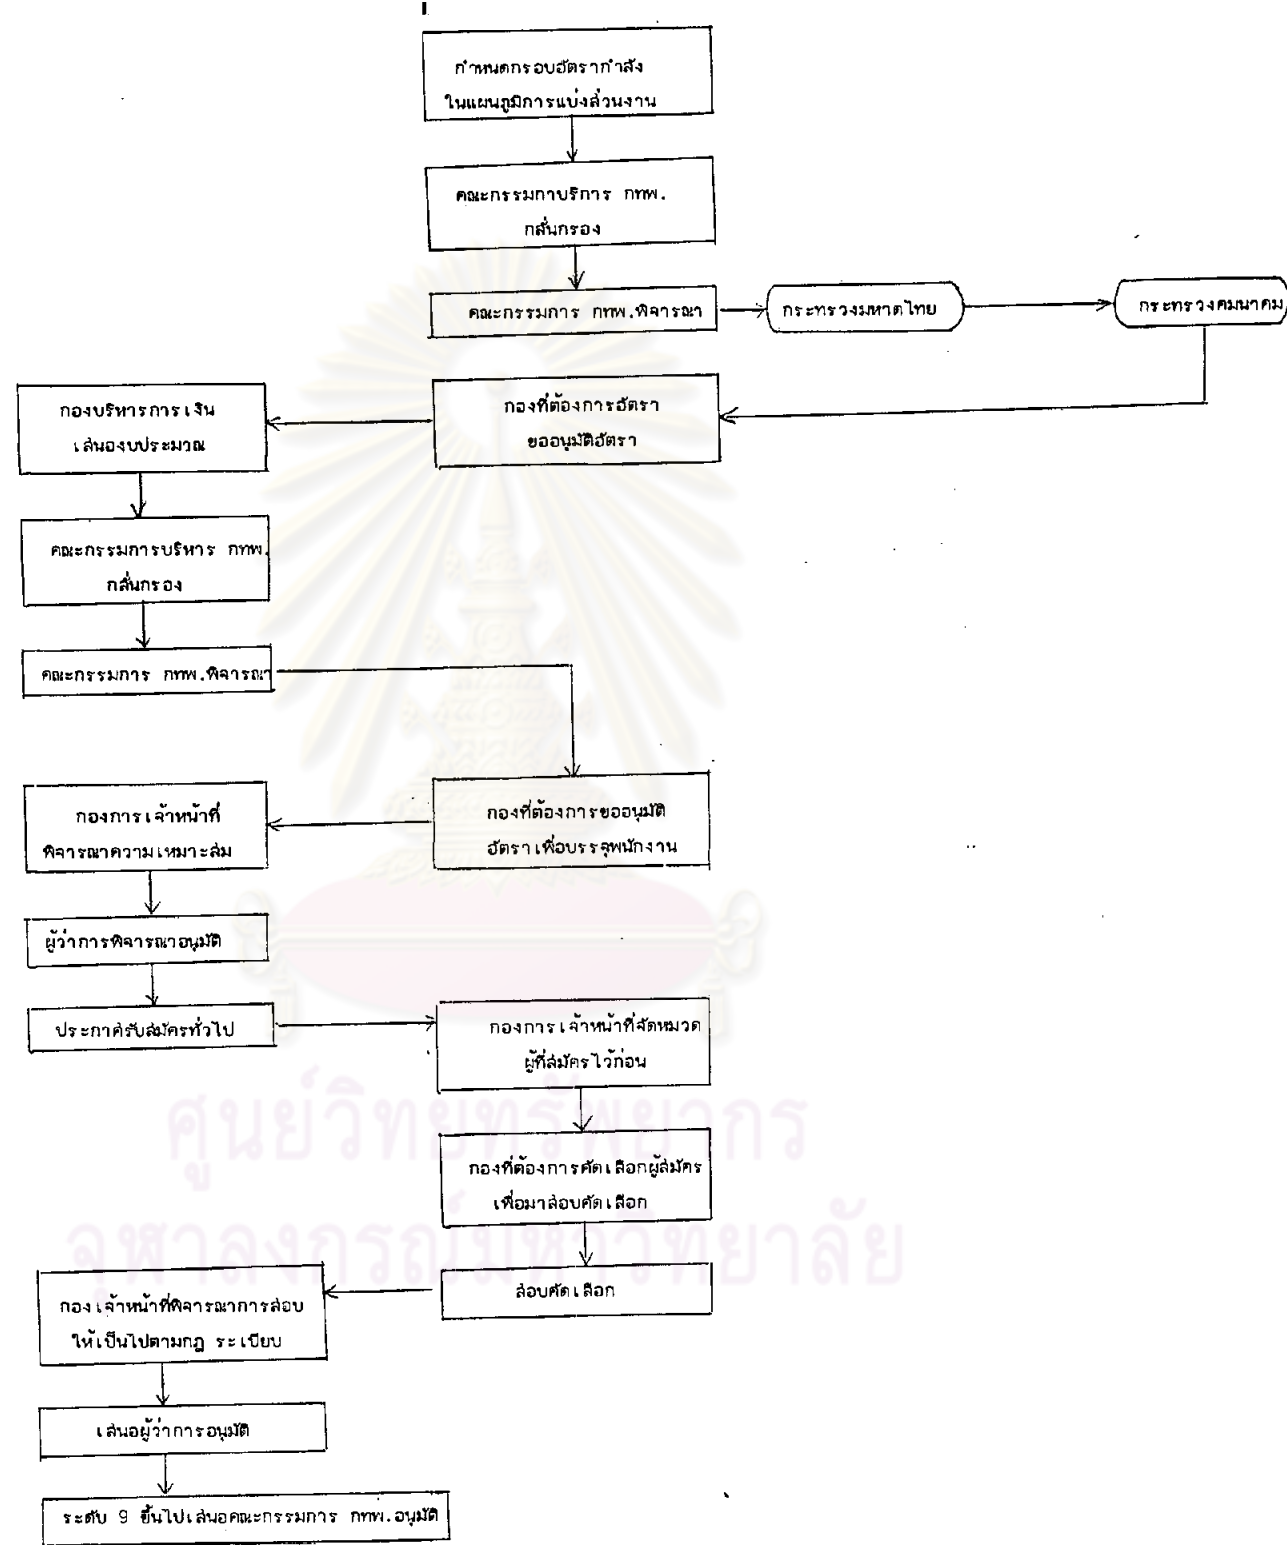 กำหนดกรอบอัตรากำลัง
ในแผนภูมิการแบ่งส่วนงาน
คณะกรรมกาบริการ กทพ.
กลั่นกรอง
คณะกรรมการ กทพ.พิจารณา
กระทรวงมหาดไทย
กระทรวงคมนาคม
กองที่ต้องการอัตรา
ขออนุมัติอัตรา
กองบริหารการเงิน
เสนองบประมาณ
คณะกรรมการบริหาร กทพ.
กลั่นกรอง
คณะกรรมการ กทพ.พิจารณา
กองที่ต้องการขออนุมัติ
อัตราเพื่อบรรจุพนักงาน
กองการเจ้าหน้าที่
พิจารณาความเหมาะสม
ผู้ว่าการพิจารณาอนุมัติ
ประกาศรับสมัครทั่วไป
กองการเจ้าหน้าที่จัดหมวด
ผู้ที่สมัครไว้ก่อน
กองที่ต้องการคัดเลือกผู้สมัคร
เพื่อมาสอบคัดเลือก
สอบคัดเลือก
กองเจ้าหน้าที่พิจารณาการสอบ
ให้เป็นไปตามกฎ ระเบียบ
เสนอผู้ว่าการอนุมัติ
ระดับ 9 ขึ้นไปเสนอคณะกรรมการ กทพ.อนุมัติ
ศูนย์วิทยทรัพยากร
จุฬาลงกรณ์มหาวิทยาลัย